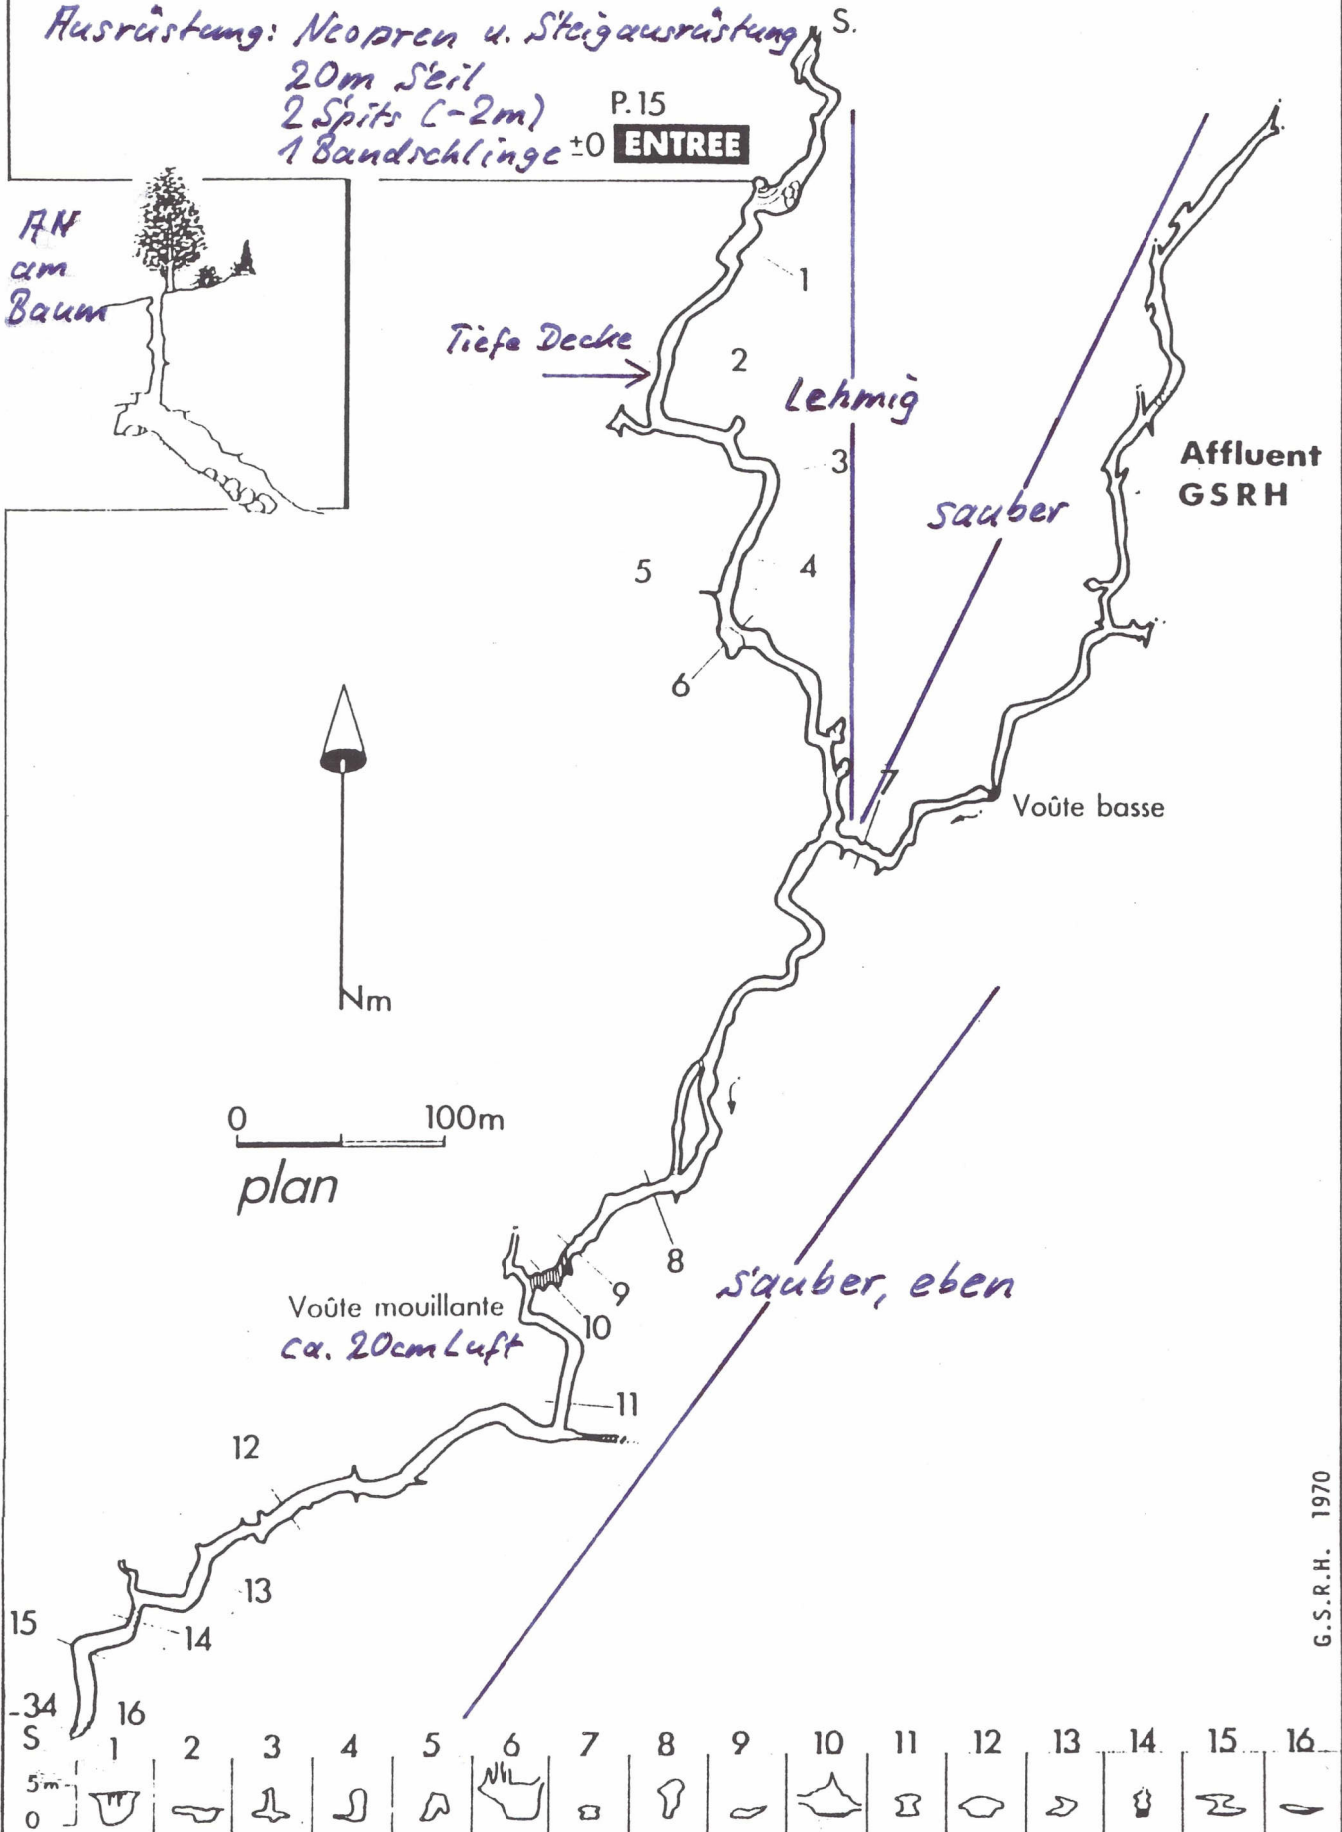 Ausrüstung: Neopren u. Steigausrüstung
20m Seil
2 Spits (-2m)
1 Bandschlinge
S.
P.15
±0 ENTREE
AN
am
Baum
1
Tiefe Decke
2
Lehmig
3
Affluent
GSRH
sauber
5
4
6
7
Voûte basse
Nm
0 100m
plan
8
sauber, eben
9
Voûte mouillante
10
ca. 20cm Luft
11
12
13
15
14
G.S.R.H. 1970
-34
S
16
1 2 3 4 5 6 7 8 9 10 11 12 13 14 15 16
5m
0